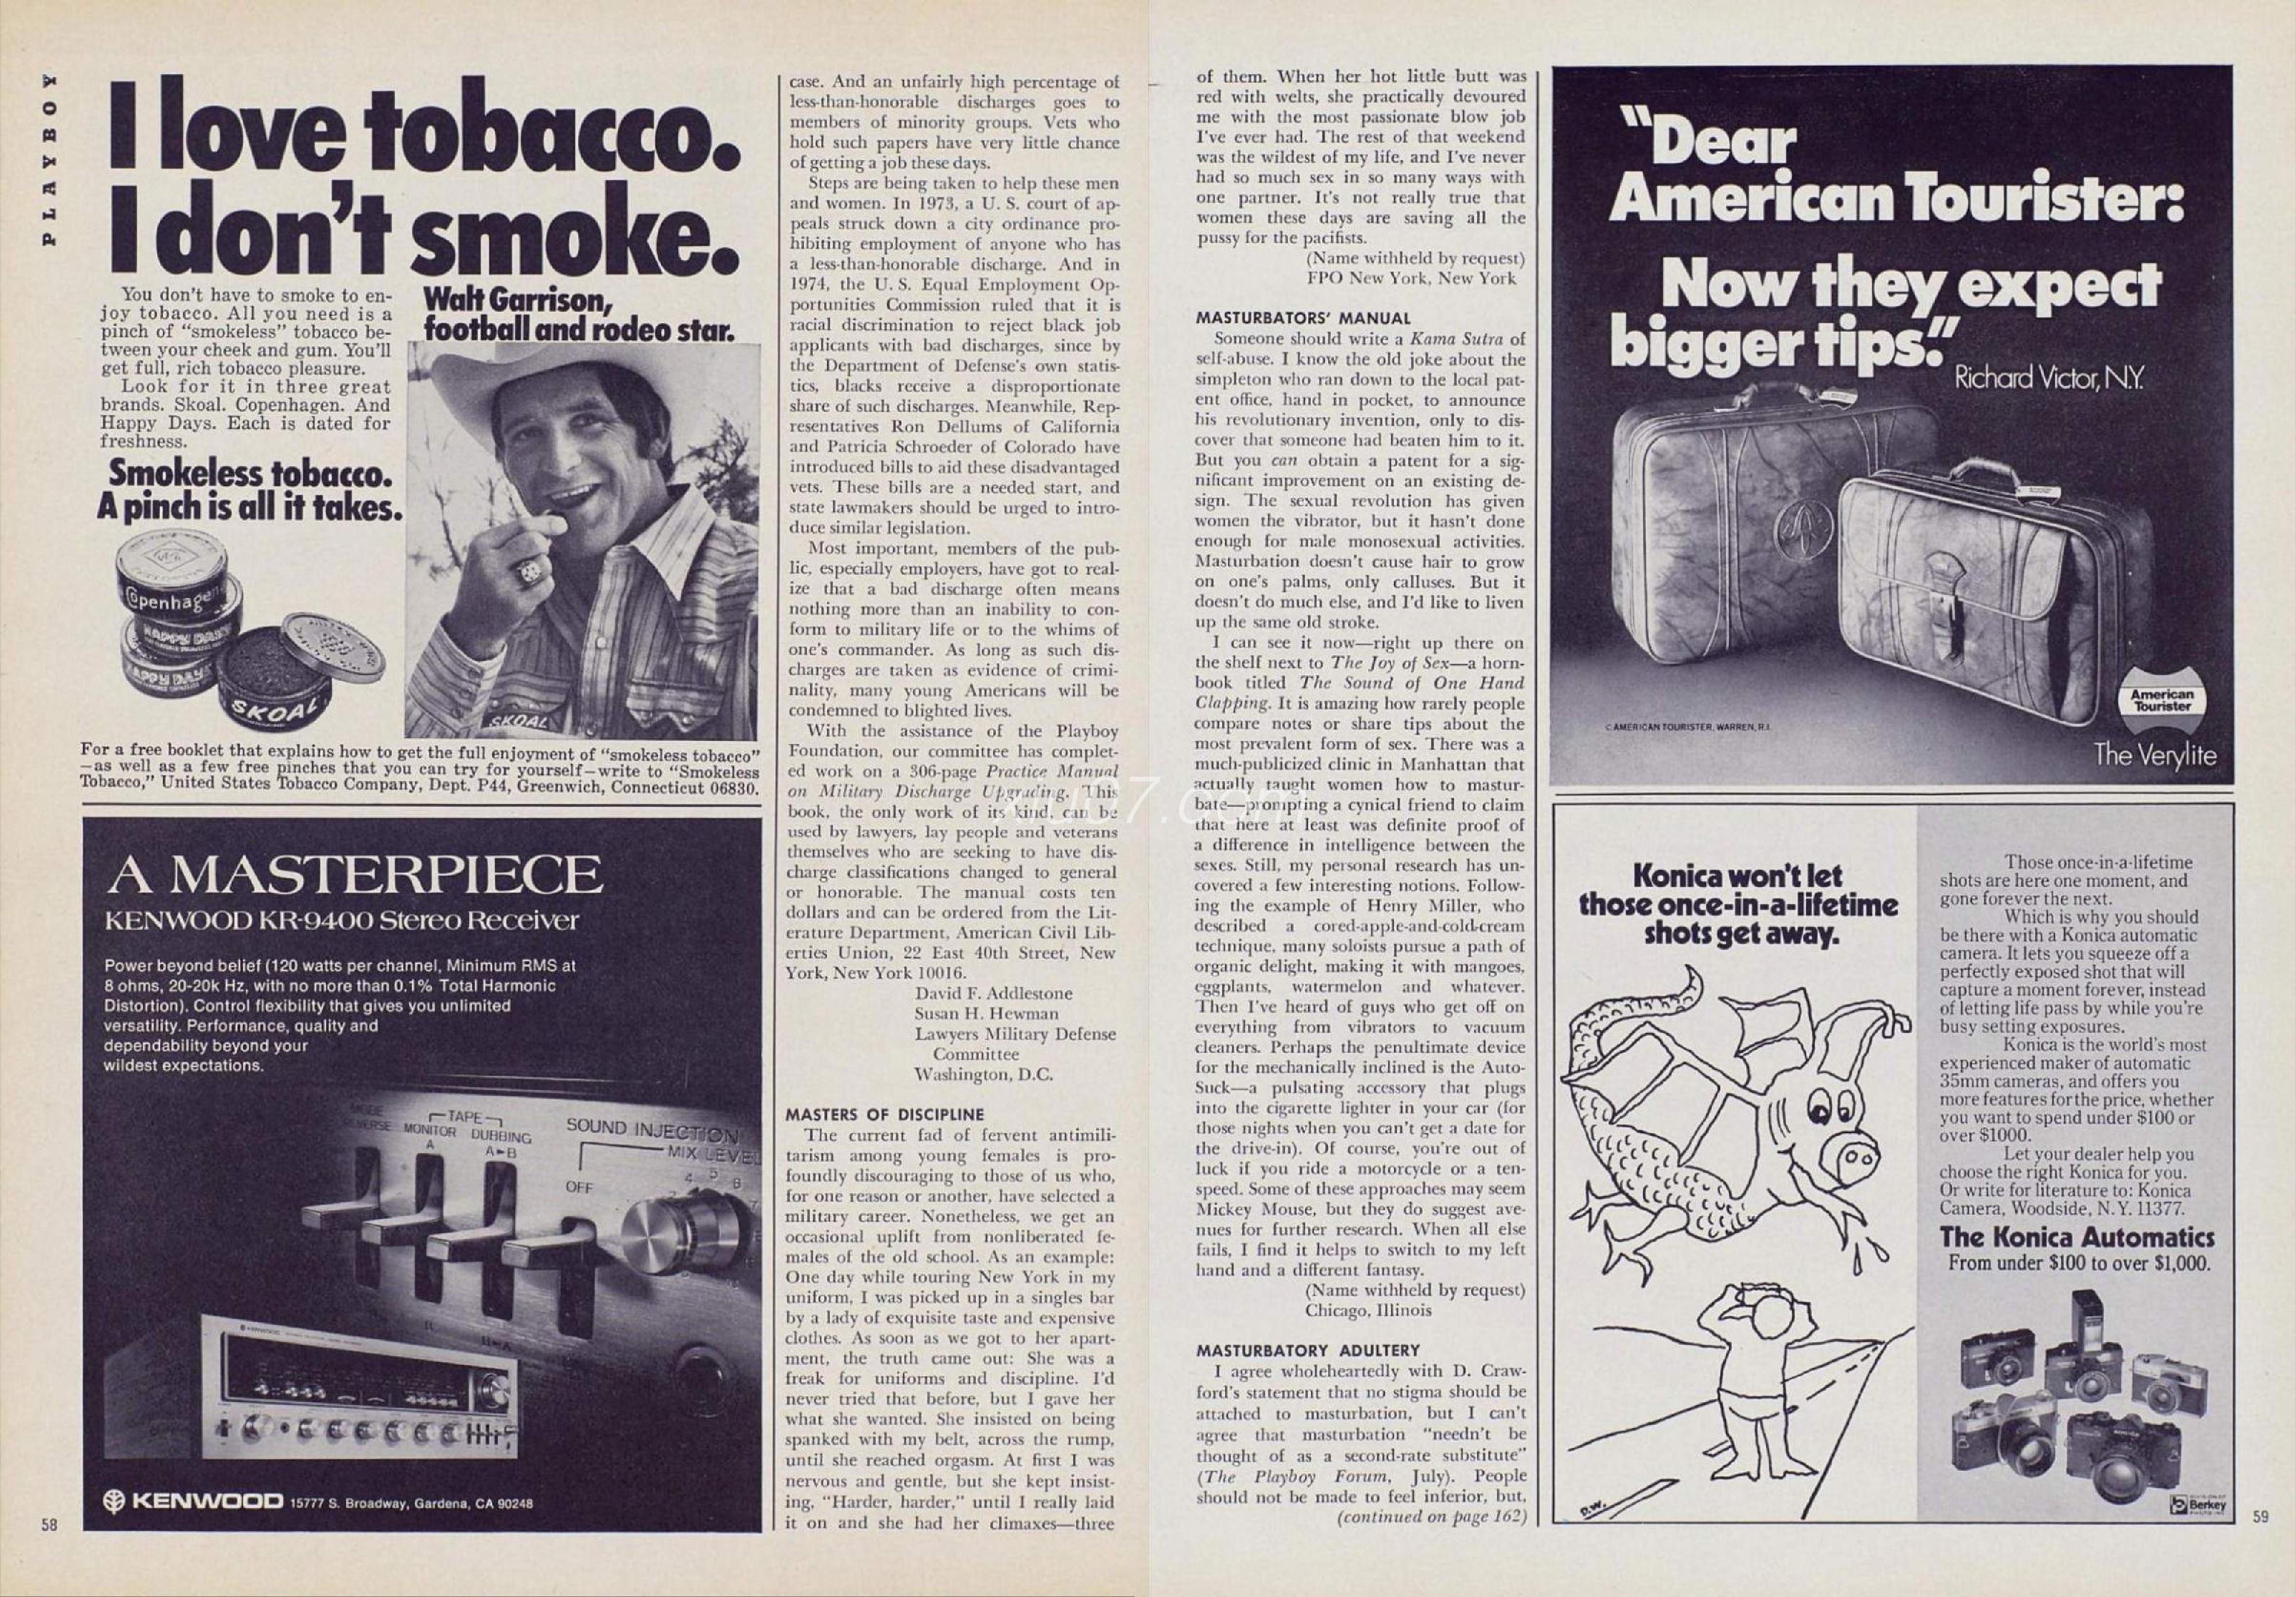 PLAYBOY
I love tobacco.
I don't smoke.
You don't have to smoke to en-
joy tobacco. All you need is a
pinch of “smokeless” tobacco be-
tween your cheek and gum. You'll
get full, rich tobacco pleasure.
Look for it in three great
brands. Skoal. Copenhagen. And
Happy Days. Each is dated for
freshness.
Walt Garrison,
football and rodeo star.
Smokeless tobacco.
A pinch is all it takes.
Copenhagen
HAPPY DAYS
HAPPY DAYS
SKOAL
SKOAL
For a free booklet that explains how to get the full enjoyment of “smokeless tobacco”
—as well as a few free pinches that you can try for yourself—write to “Smokeless
Tobacco,” United States Tobacco Company, Dept. P44, Greenwich, Connecticut 06830.
A MASTERPIECE
KENWOOD KR-9400 Stereo Receiver
Power beyond belief (120 watts per channel, Minimum RMS at
8 ohms, 20-20k Hz, with no more than 0.1% Total Harmonic
Distortion). Control flexibility that gives you unlimited
versatility. Performance, quality and
dependability beyond your
wildest expectations.
TAPE
MONITOR DUBBING
A A▸B
SOUND INJECTION
MIX LEVEL
OFF
4 5 6
KENWOOD 15777 S. Broadway, Gardena, CA 90248
58
case. And an unfairly high percentage of
less-than-honorable discharges goes to
members of minority groups. Vets who
hold such papers have very little chance
of getting a job these days.
Steps are being taken to help these men
and women. In 1973, a U. S. court of ap-
peals struck down a city ordinance pro-
hibiting employment of anyone who has
a less-than-honorable discharge. And in
1974, the U. S. Equal Employment Op-
portunities Commission ruled that it is
racial discrimination to reject black job
applicants with bad discharges, since by
the Department of Defense's own statis-
tics, blacks receive a disproportionate
share of such discharges. Meanwhile, Rep-
resentatives Ron Dellums of California
and Patricia Schroeder of Colorado have
introduced bills to aid these disadvantaged
vets. These bills are a needed start, and
state lawmakers should be urged to intro-
duce similar legislation.
Most important, members of the pub-
lic, especially employers, have got to real-
ize that a bad discharge often means
nothing more than an inability to con-
form to military life or to the whims of
one's commander. As long as such dis-
charges are taken as evidence of crimi-
nality, many young Americans will be
condemned to blighted lives.
With the assistance of the Playboy
Foundation, our committee has complet-
ed work on a 306-page Practice Manual
on Military Discharge Upgrading. This
book, the only work of its kind, can be
used by lawyers, lay people and veterans
themselves who are seeking to have dis-
charge classifications changed to general
or honorable. The manual costs ten
dollars and can be ordered from the Lit-
erature Department, American Civil Lib-
erties Union, 22 East 40th Street, New
York, New York 10016.
David F. Addlestone
Susan H. Hewman
Lawyers Military Defense
Committee
Washington, D.C.
MASTERS OF DISCIPLINE
The current fad of fervent antimili-
tarism among young females is pro-
foundly discouraging to those of us who,
for one reason or another, have selected a
military career. Nonetheless, we get an
occasional uplift from nonliberated fe-
males of the old school. As an example:
One day while touring New York in my
uniform, I was picked up in a singles bar
by a lady of exquisite taste and expensive
clothes. As soon as we got to her apart-
ment, the truth came out: She was a
freak for uniforms and discipline. I'd
never tried that before, but I gave her
what she wanted. She insisted on being
spanked with my belt, across the rump,
until she reached orgasm. At first I was
nervous and gentle, but she kept insist-
ing, “Harder, harder,” until I really laid
it on and she had her climaxes—three
of them. When her hot little butt was
red with welts, she practically devoured
me with the most passionate blow job
I've ever had. The rest of that weekend
was the wildest of my life, and I've never
had so much sex in so many ways with
one partner. It's not really true that
women these days are saving all the
pussy for the pacifists.
(Name withheld by request)
FPO New York, New York
MASTURBATORS' MANUAL
Someone should write a Kama Sutra of
self-abuse. I know the old joke about the
simpleton who ran down to the local pat-
ent office, hand in pocket, to announce
his revolutionary invention, only to dis-
cover that someone had beaten him to it.
But you can obtain a patent for a sig-
nificant improvement on an existing de-
sign. The sexual revolution has given
women the vibrator, but it hasn't done
enough for male monosexual activities.
Masturbation doesn't cause hair to grow
on one's palms, only calluses. But it
doesn't do much else, and I'd like to liven
up the same old stroke.
I can see it now—right up there on
the shelf next to The Joy of Sex—a horn-
book titled The Sound of One Hand
Clapping. It is amazing how rarely people
compare notes or share tips about the
most prevalent form of sex. There was a
much-publicized clinic in Manhattan that
actually taught women how to mastur-
bate—prompting a cynical friend to claim
that here at least was definite proof of
a difference in intelligence between the
sexes. Still, my personal research has un-
covered a few interesting notions. Follow-
ing the example of Henry Miller, who
described a cored-apple-and-cold-cream
technique, many soloists pursue a path of
organic delight, making it with mangoes,
eggplants, watermelon and whatever.
Then I've heard of guys who get off on
everything from vibrators to vacuum
cleaners. Perhaps the penultimate device
for the mechanically inclined is the Auto-
Suck—a pulsating accessory that plugs
into the cigarette lighter in your car (for
those nights when you can't get a date for
the drive-in). Of course, you're out of
luck if you ride a motorcycle or a ten-
speed. Some of these approaches may seem
Mickey Mouse, but they do suggest ave-
nues for further research. When all else
fails, I find it helps to switch to my left
hand and a different fantasy.
(Name withheld by request)
Chicago, Illinois
MASTURBATORY ADULTERY
I agree wholeheartedly with D. Craw-
ford's statement that no stigma should be
attached to masturbation, but I can't
agree that masturbation “needn't be
thought of as a second-rate substitute”
(The Playboy Forum, July). People
should not be made to feel inferior, but,
(continued on page 162)
“Dear
American Tourister:
Now they expect
bigger tips.”
Richard Victor, N.Y.
© AMERICAN TOURISTER, WARREN, R.I.
American
Tourister
The Verylite
Konica won't let
those once-in-a-lifetime
shots get away.
D.W.
Those once-in-a-lifetime
shots are here one moment, and
gone forever the next.
Which is why you should
be there with a Konica automatic
camera. It lets you squeeze off a
perfectly exposed shot that will
capture a moment forever, instead
of letting life pass by while you're
busy setting exposures.
Konica is the world's most
experienced maker of automatic
35mm cameras, and offers you
more features for the price, whether
you want to spend under $100 or
over $1000.
Let your dealer help you
choose the right Konica for you.
Or write for literature to: Konica
Camera, Woodside, N.Y. 11377.
The Konica Automatics
From under $100 to over $1,000.
Berkey
59